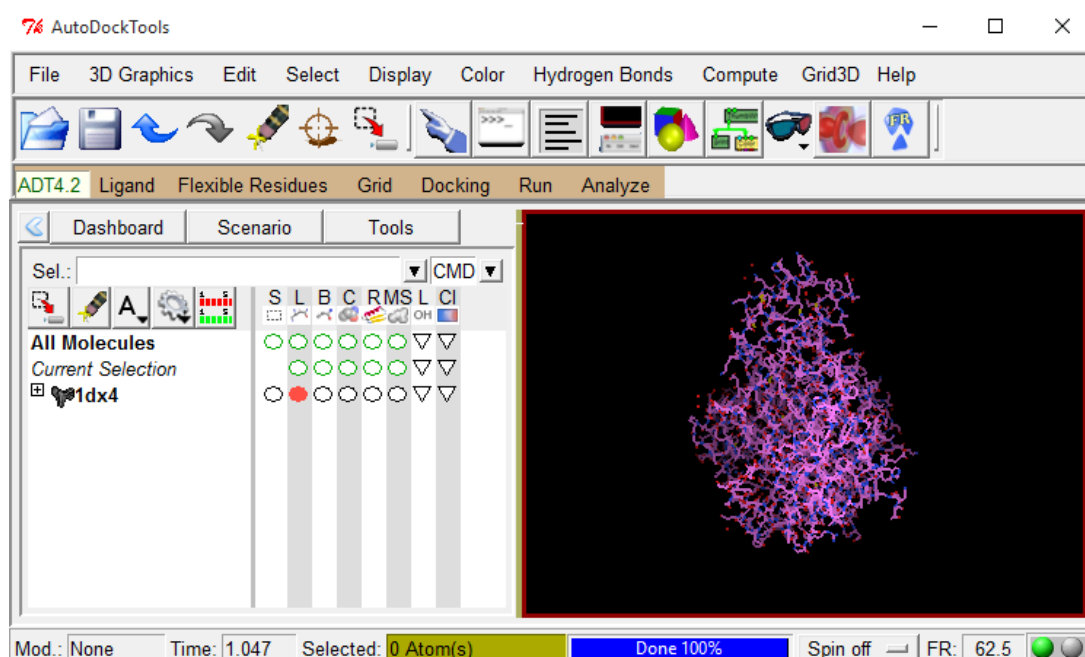 AutoDockTools
File 3D Graphics Edit Select Display Color Hydrogen Bonds Compute Grid3D Help
>>>_
ADT4.2 Ligand Flexible Residues Grid Docking Run Analyze
Dashboard Scenario Tools
Sel.: CMD
A S L B C R MS L Cl
OH
All Molecules
Current Selection
1dx4
Mod.: None Time: 1.047 Selected: 0 Atom(s) Done 100% Spin off FR: 62.5